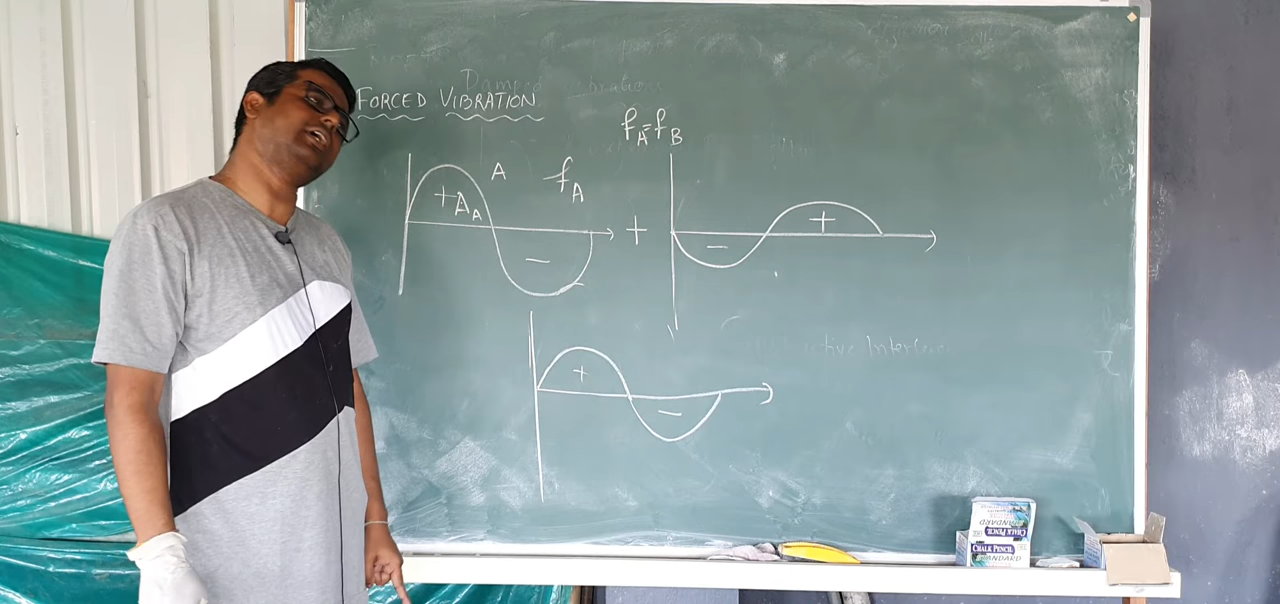 FORCED VIBRATION
fA = fB
A
fA
+AA
+
+
-
-
-
+
-
CHALK PENCIL
STANDARD